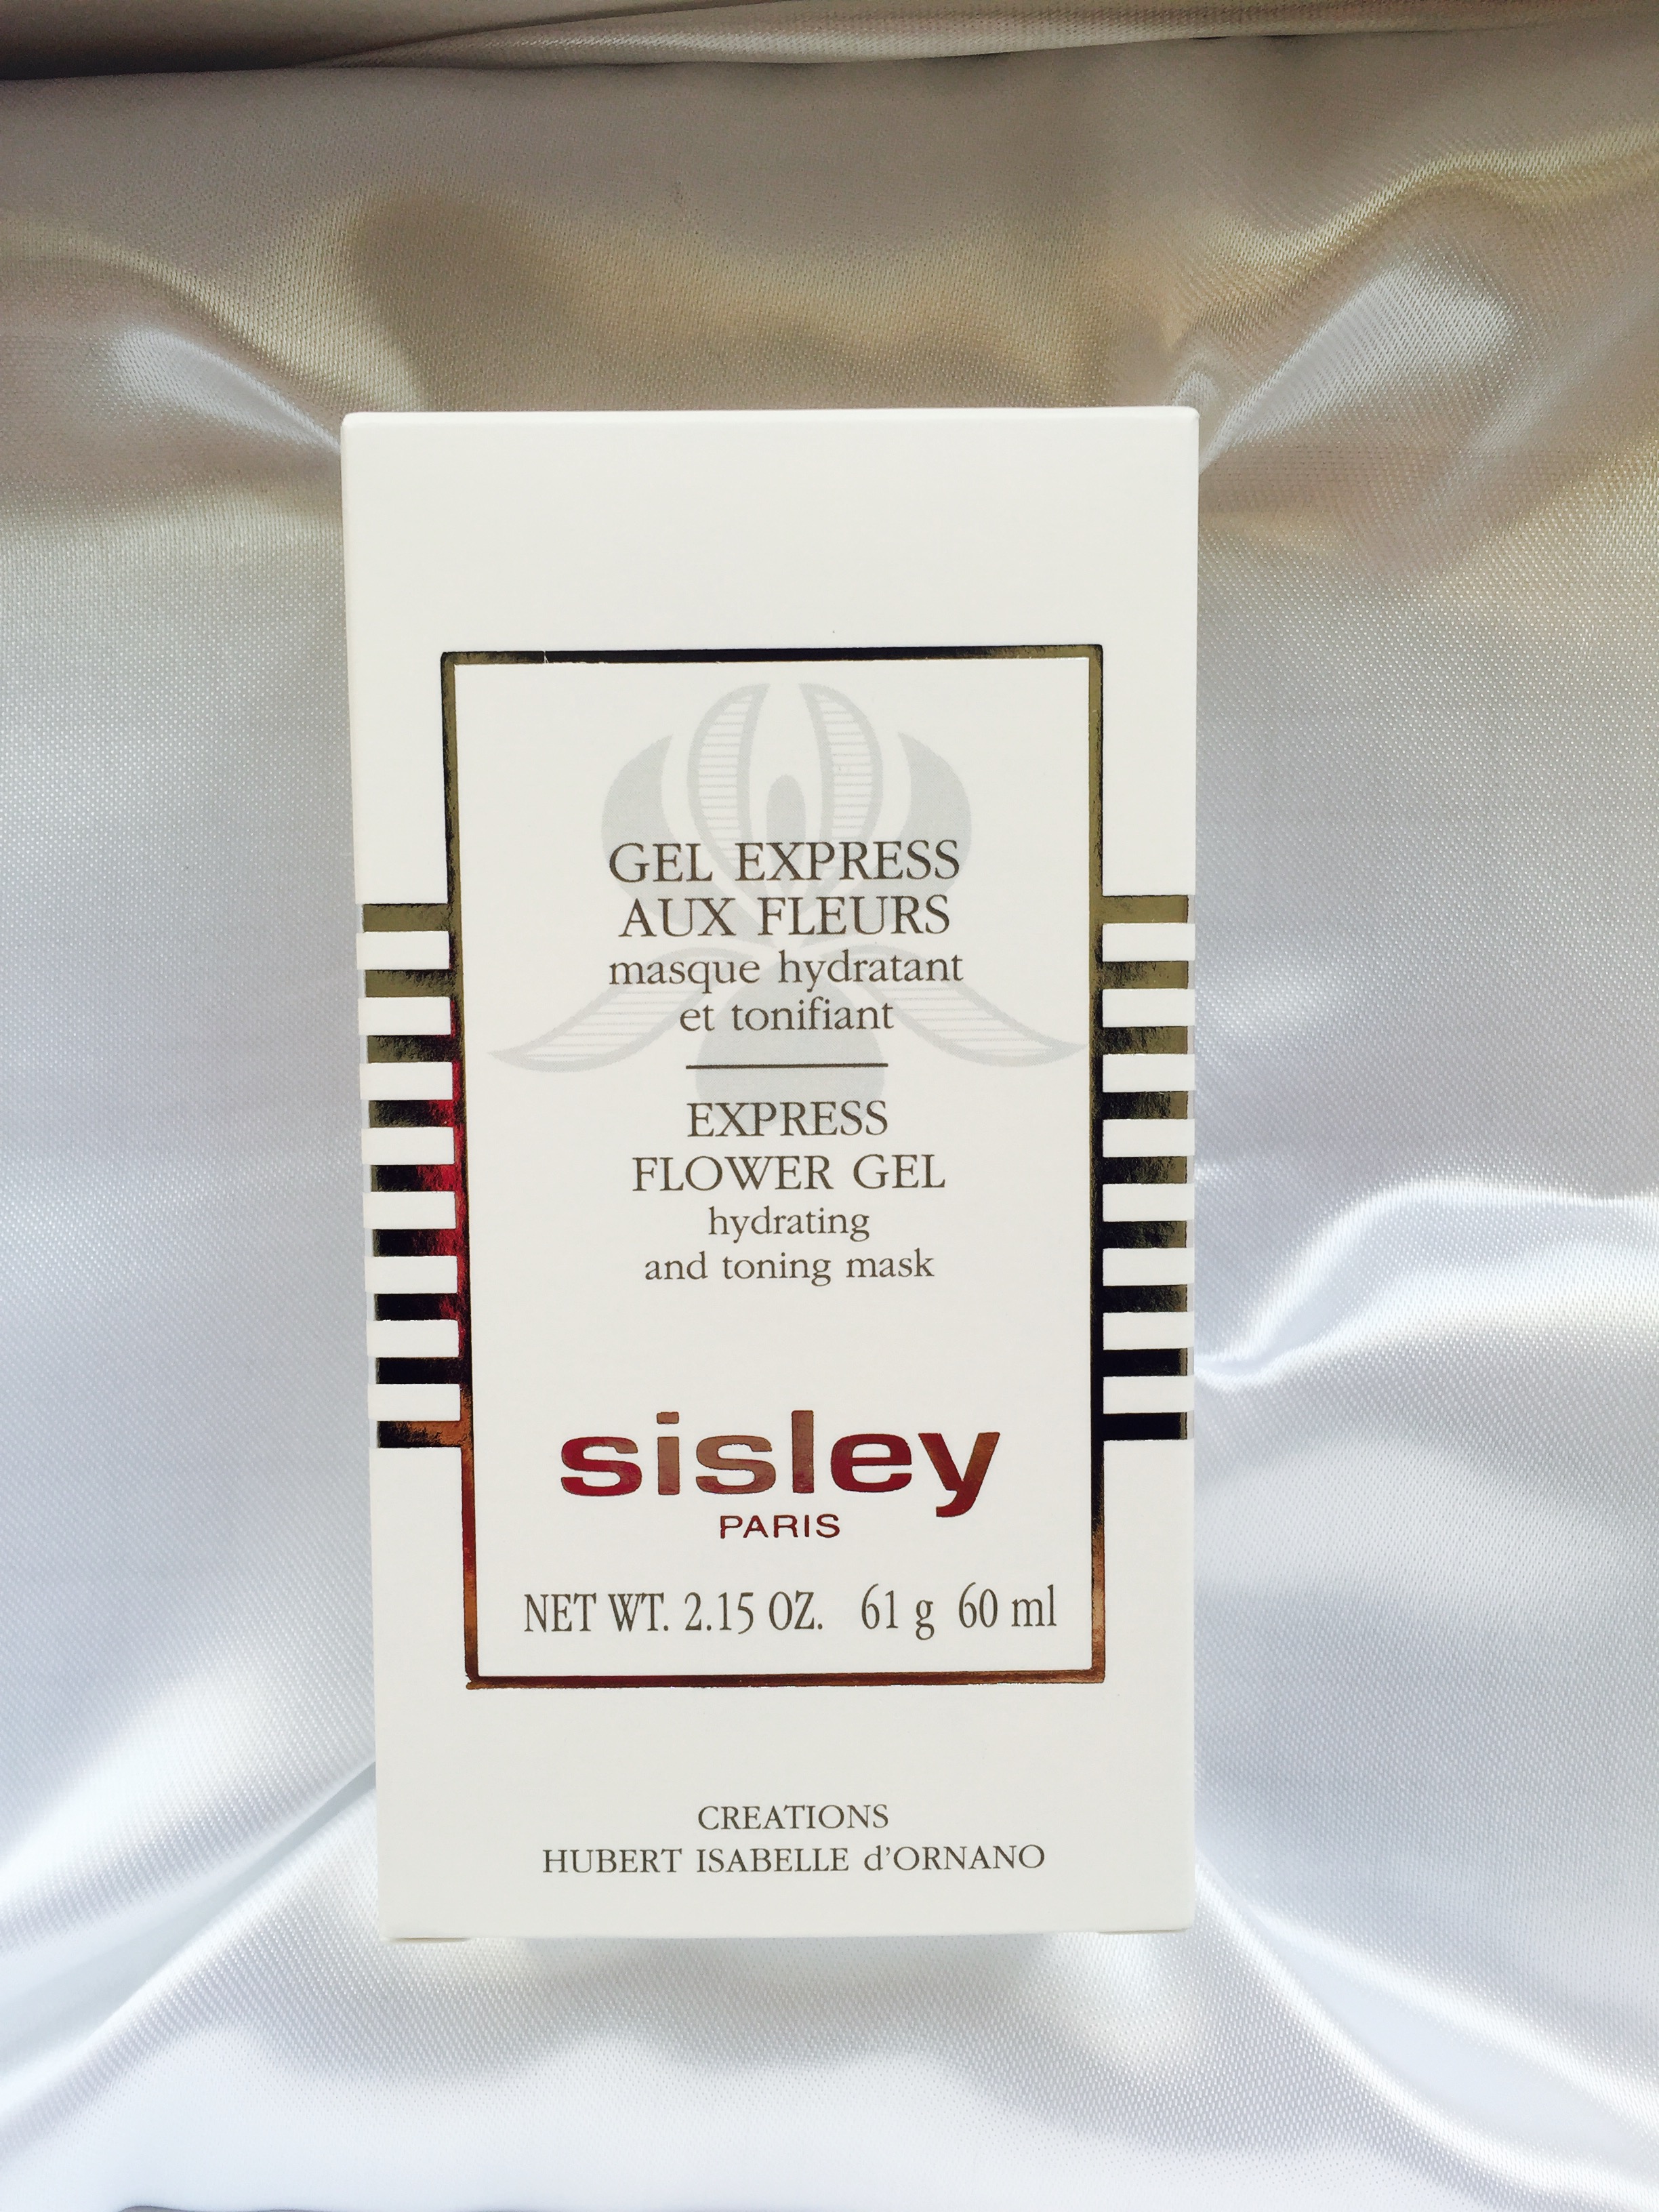 GEL EXPRESS
AUX FLEURS
masque hydratant
et tonifiant
EXPRESS
FLOWER GEL
hydrating
and toning mask
sisley
PARIS
NET WT. 2.15 OZ. 61 g 60 ml
CREATIONS
HUBERT ISABELLE d'ORNANO